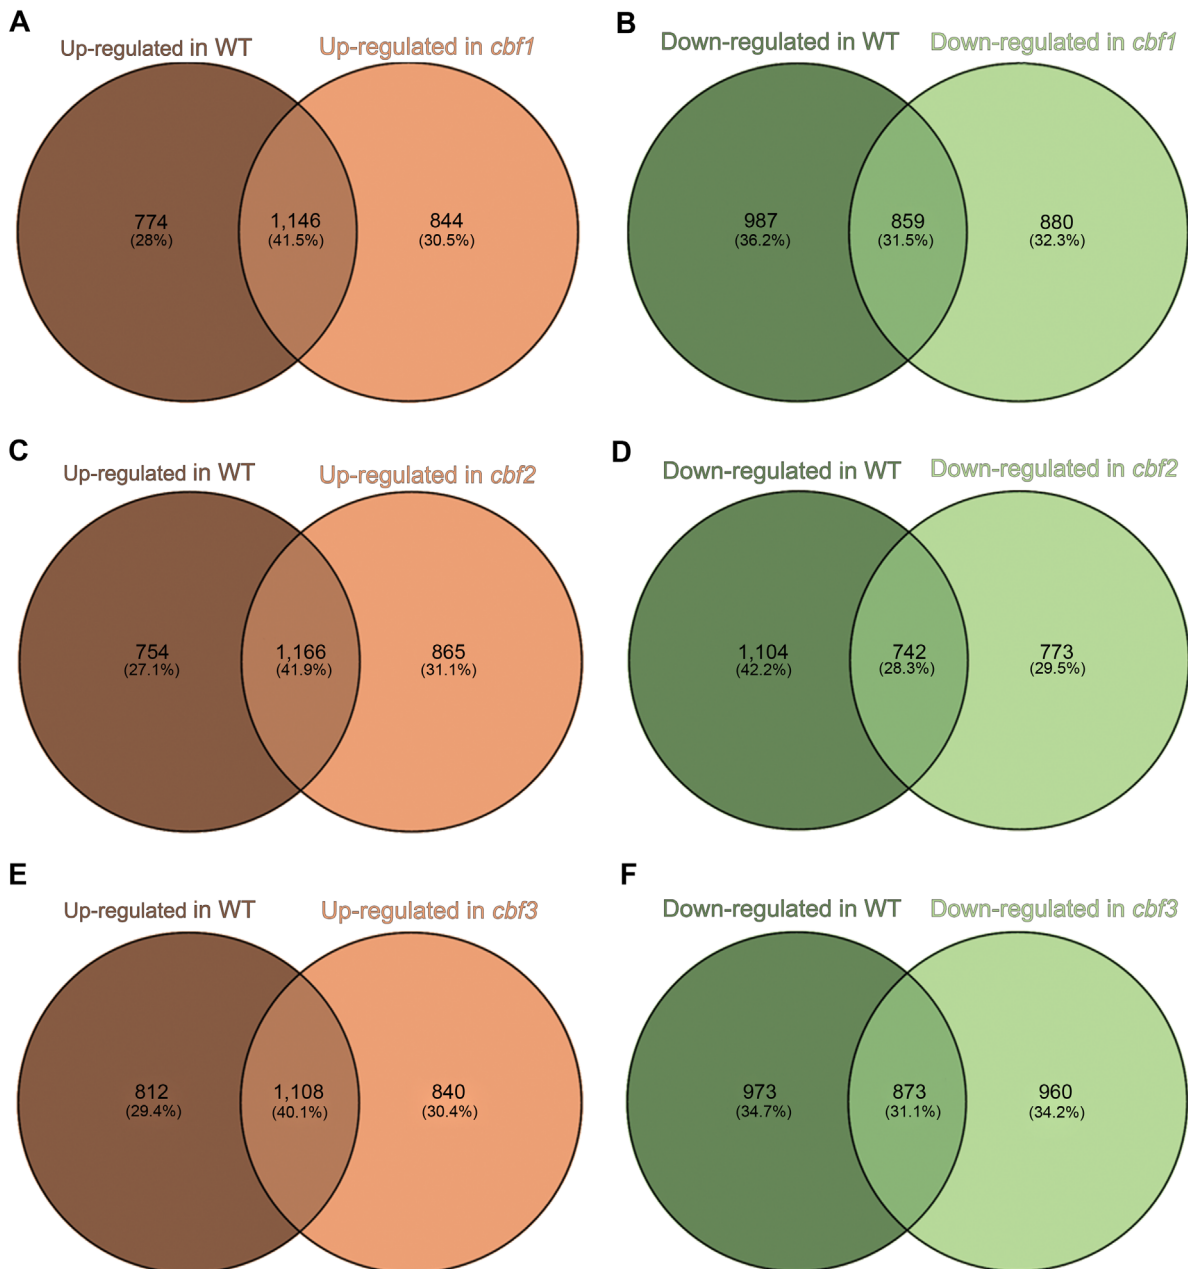 A
Up-regulated in WT
Up-regulated in cbf1
774
(28%)
1,146
(41.5%)
844
(30.5%)
B
Down-regulated in WT
Down-regulated in cbf1
987
(36.2%)
859
(31.5%)
880
(32.3%)
C
Up-regulated in WT
Up-regulated in cbf2
754
(27.1%)
1,166
(41.9%)
865
(31.1%)
D
Down-regulated in WT
Down-regulated in cbf2
1,104
(42.2%)
742
(28.3%)
773
(29.5%)
E
Up-regulated in WT
Up-regulated in cbf3
812
(29.4%)
1,108
(40.1%)
840
(30.4%)
F
Down-regulated in WT
Down-regulated in cbf3
973
(34.7%)
873
(31.1%)
960
(34.2%)